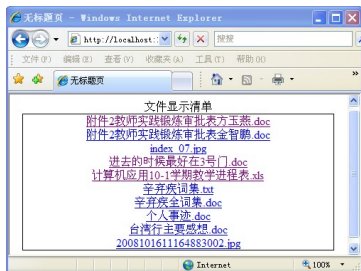 无标题页 - Windows Internet Explorer
http://localhost:
搜搜
文件(F) 编辑(E) 查看(V) 收藏夹(A) 工具(T) 帮助(H)
无标题页
文件显示清单
附件2教师实践锻炼审批表方玉燕.doc
附件2教师实践锻炼审批表金智鹏.doc
index_07.jpg
进去的时候最好在3号门.doc
计算机应用10-1学期教学进程表.xls
辛弃疾词集.txt
辛弃疾全词集.doc
个人事迹.doc
台湾行主要感想.doc
2008101611164883002.jpg
Internet
100%